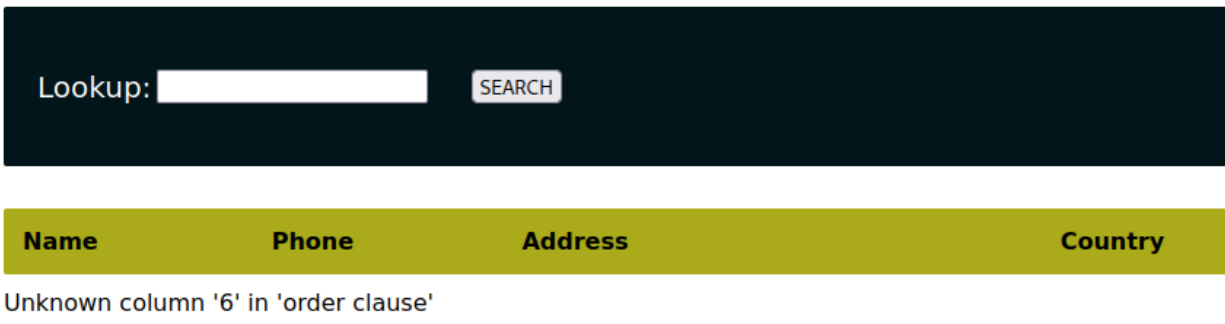 Lookup: SEARCH
Name Phone Address Country
Unknown column '6' in 'order clause'